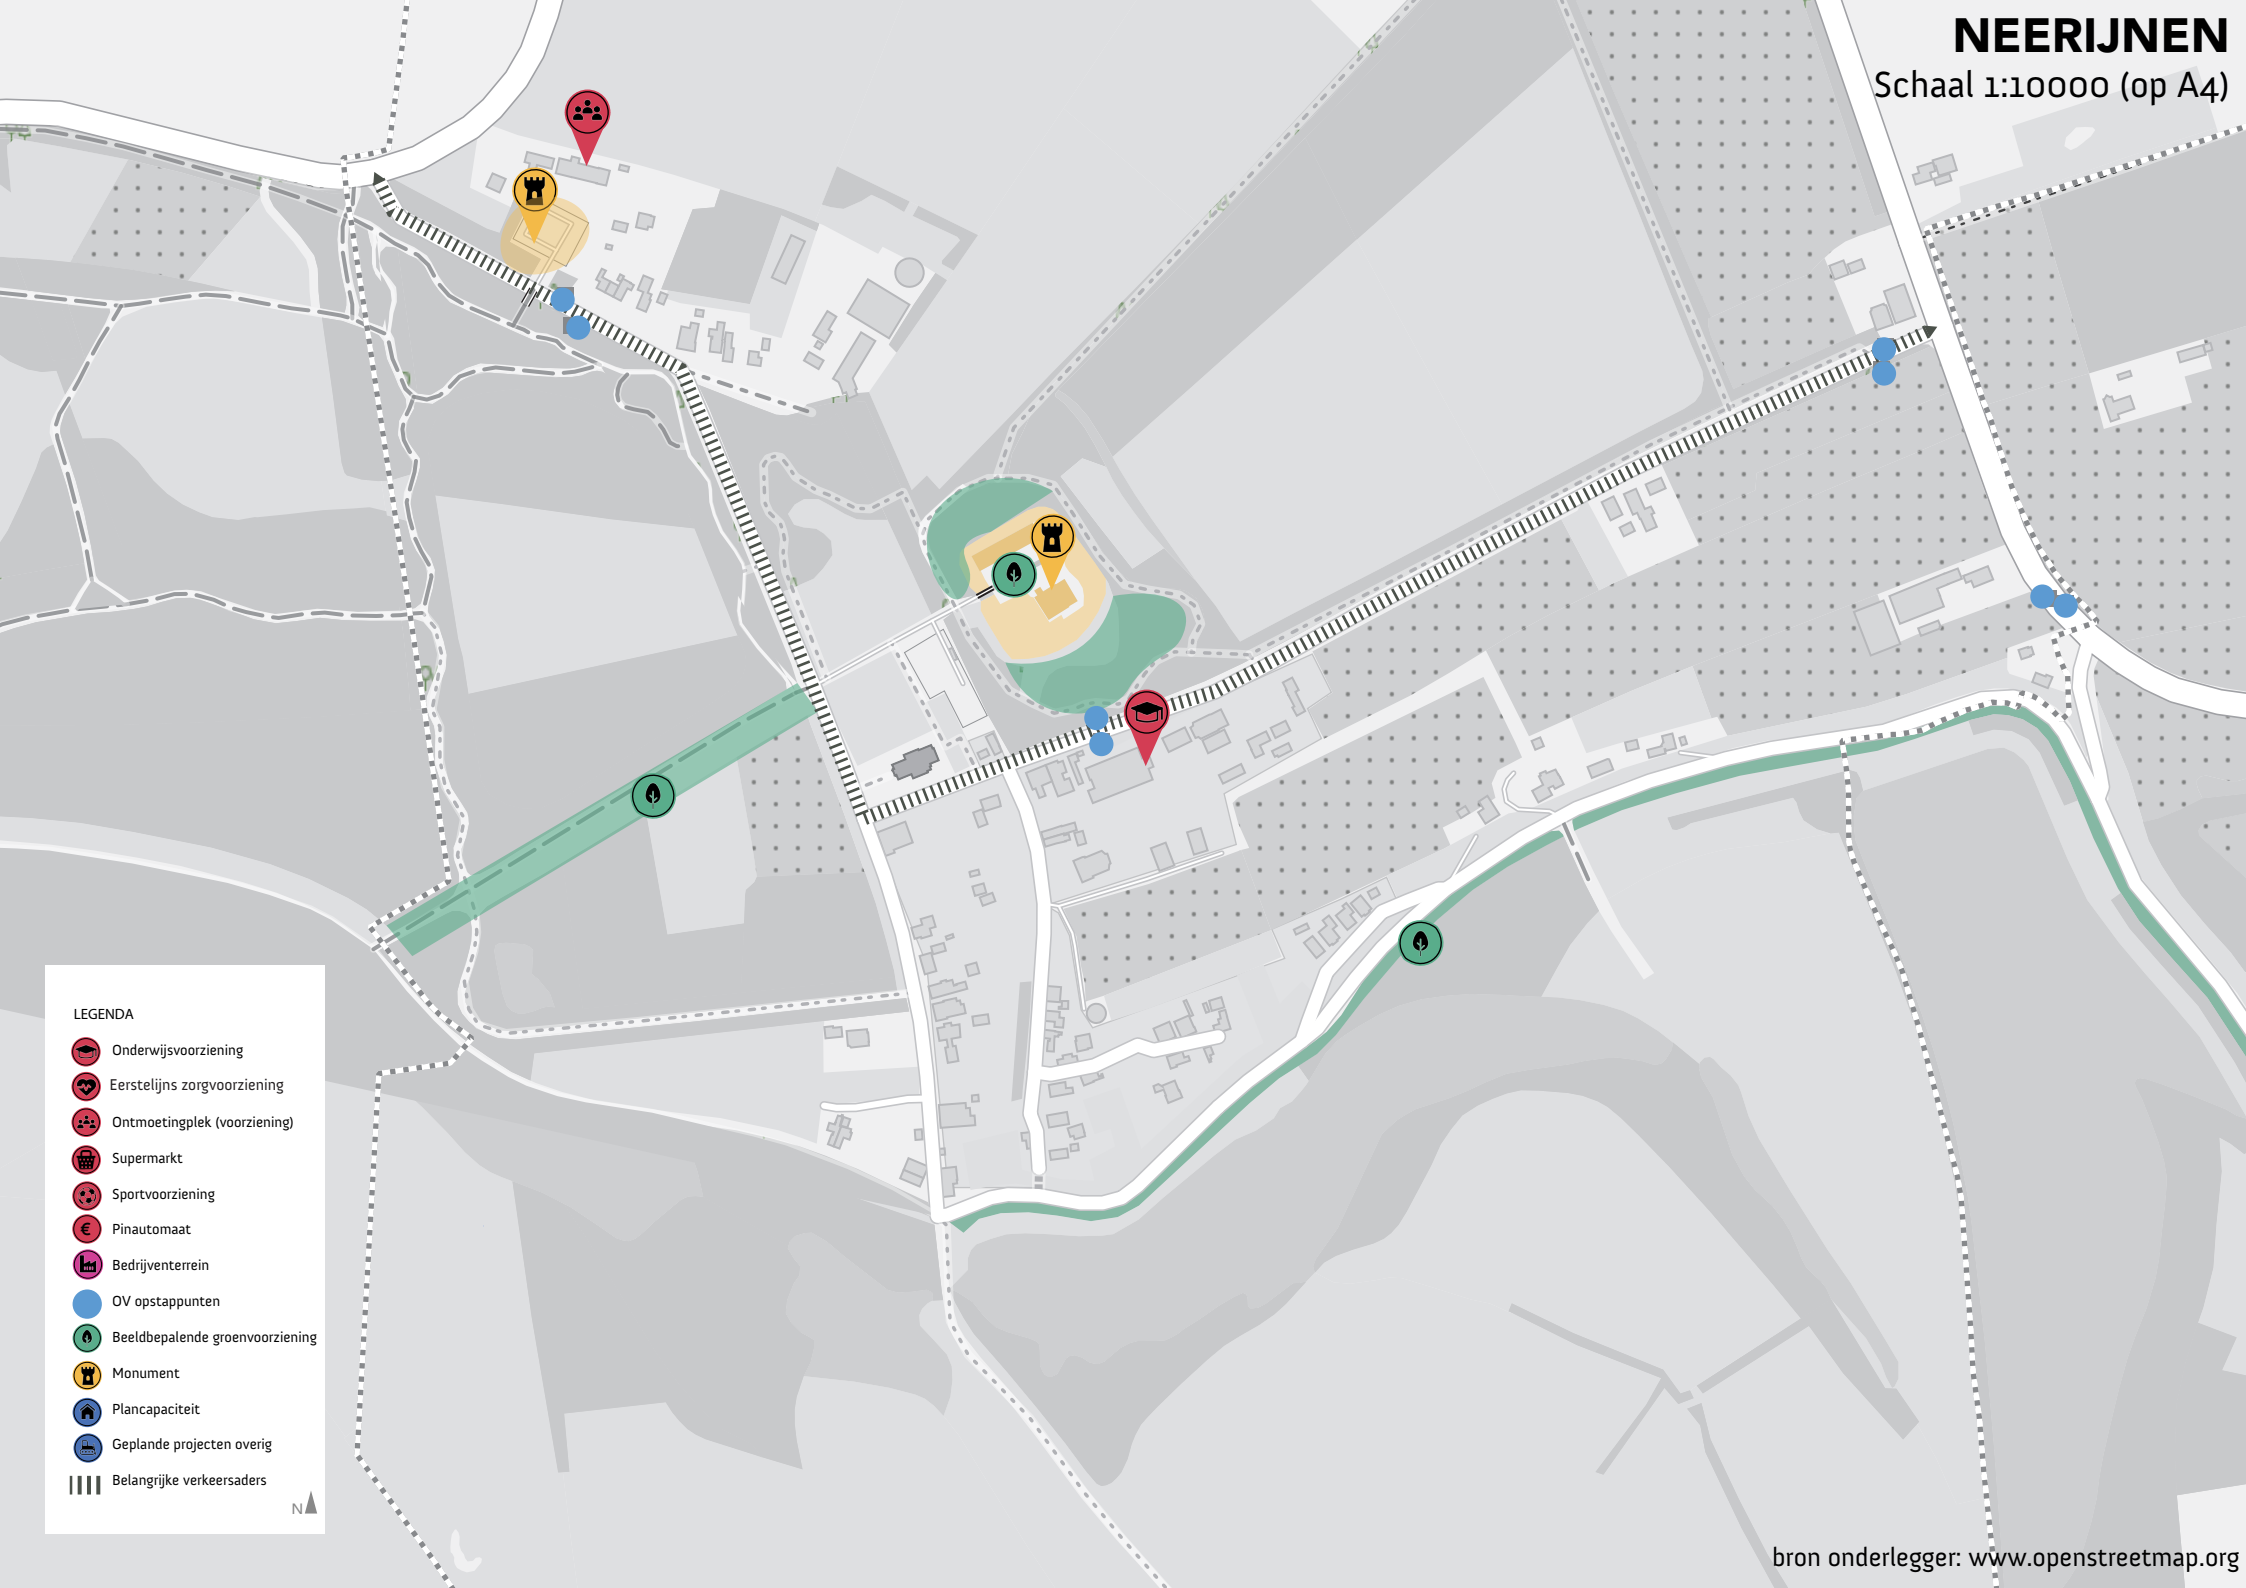 NEERIJNEN
Schaal 1:10000 (op A4)
LEGENDA
Onderwijsvoorziening
Eerstelijns zorgvoorziening
Ontmoetingplek (voorziening)
Supermarkt
Sportvoorziening
€ Pinautomaat
Bedrijventerrein
OV opstappunten
Beeldbepalende groenvoorziening
Monument
Plancapaciteit
Geplande projecten overig
Belangrijke verkeersaders
N
bron onderlegger: www.openstreetmap.org